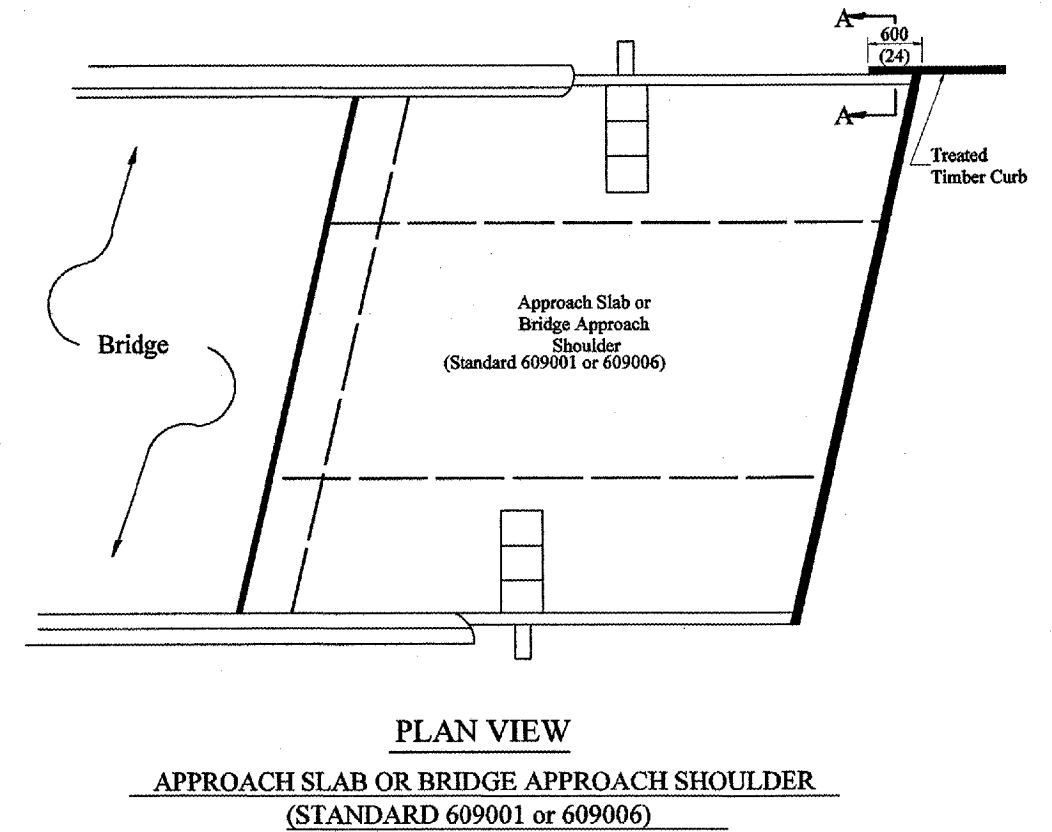 A
600
(24)
A
Treated
Timber Curb
Approach Slab or
Bridge Approach
Shoulder
(Standard 609001 or 609006)
Bridge
PLAN VIEW
APPROACH SLAB OR BRIDGE APPROACH SHOULDER
(STANDARD 609001 or 609006)